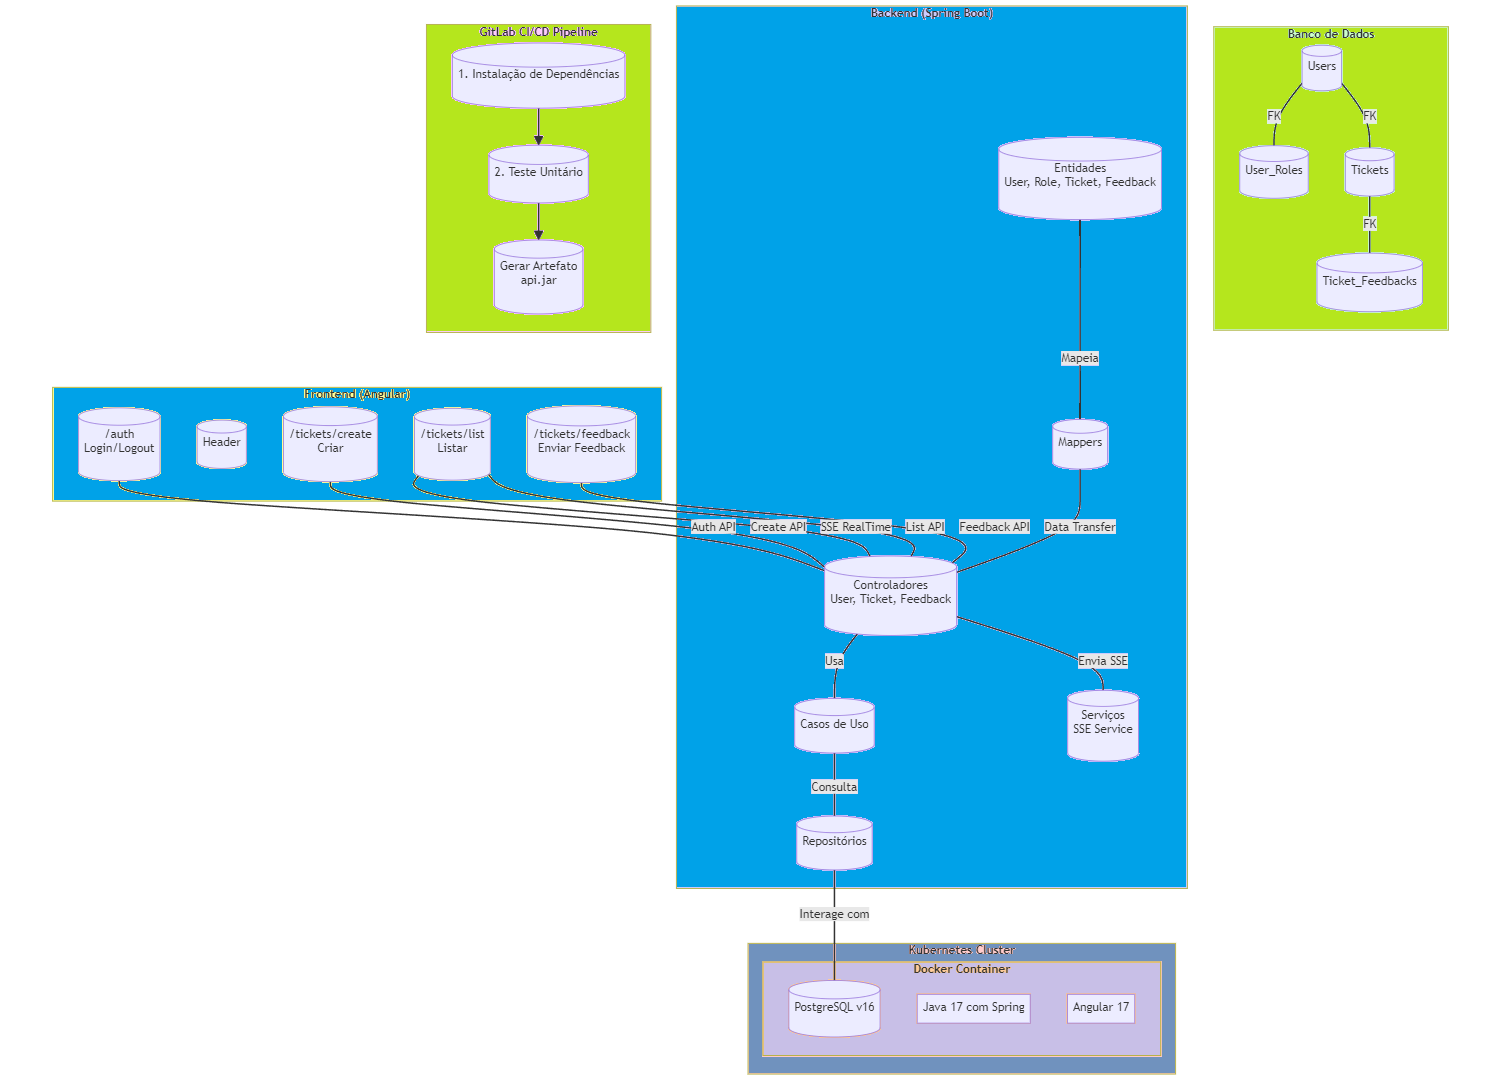 GitLab CI/CD Pipeline
1. Instalação de Dependências
2. Teste Unitário
Gerar Artefato
api.jar
Backend (Spring Boot)
Entidades
User, Role, Ticket, Feedback
Mapeia
Mappers
Banco de Dados
Users
FK
FK
User_Roles
Tickets
FK
Ticket_Feedbacks
Frontend (Angular)
/auth
Login/Logout
Header
/tickets/create
Criar
/tickets/list
Listar
/tickets/feedback
Enviar Feedback
Auth API
Create API
SSE RealTime
List API
Feedback API
Data Transfer
Controladores
User, Ticket, Feedback
Usa
Envia SSE
Casos de Uso
Serviços
SSE Service
Consulta
Repositórios
Interage com
Kubernetes Cluster
Docker Container
PostgreSQL v16
Java 17 com Spring
Angular 17